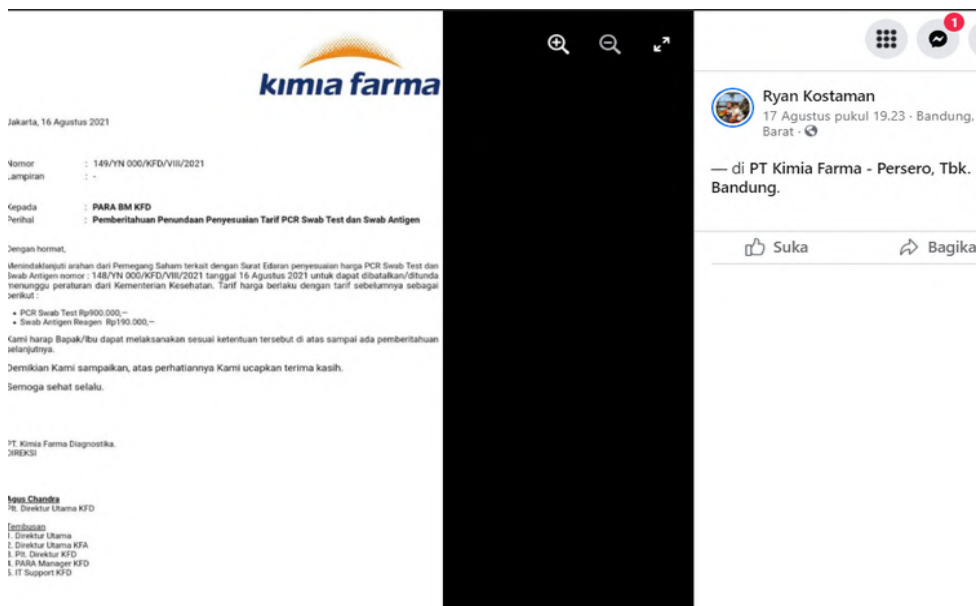 kimia farma
Jakarta, 16 Agustus 2021
Nomor : 149/YN 000/KFD/VIII/2021
Lampiran : -
Kepada : PARA BM KFD
Perihal : Pemberitahuan Penundaan Penyesuaian Tarif PCR Swab Test dan Swab Antigen
Dengan hormat,
Menindaklanjuti arahan dari Pemegang Saham terkait dengan Surat Edaran penyesuaian harga PCR Swab Test dan
Swab Antigen nomor : 148/YN 000/KFD/VIII/2021 tanggal 16 Agustus 2021 untuk dapat dibatalkan/ditunda
menunggu peraturan dari Kementerian Kesehatan. Tarif harga berlaku dengan tarif sebelumnya sebagai
berikut :
• PCR Swab Test Rp900.000,—
• Swab Antigen Reagen Rp190.000,—
Kami harap Bapak/Ibu dapat melaksanakan sesuai ketentuan tersebut di atas sampai ada pemberitahuan
selanjutnya.
Demikian Kami sampaikan, atas perhatiannya Kami ucapkan terima kasih.
Semoga sehat selalu.
PT. Kimia Farma Diagnostika.
DIREKSI
Agus Chandra
Plt. Direktur Utama KFD
Tembusan
1. Direktur Utama
2. Direktur Utama KFA
3. Plt. Direktur KFD
4. PARA Manager KFD
5. IT Support KFD
1
Ryan Kostaman
17 Agustus pukul 19.23 · Bandung,
Barat ·
— di PT Kimia Farma - Persero, Tbk.
Bandung.
Suka
Bagika